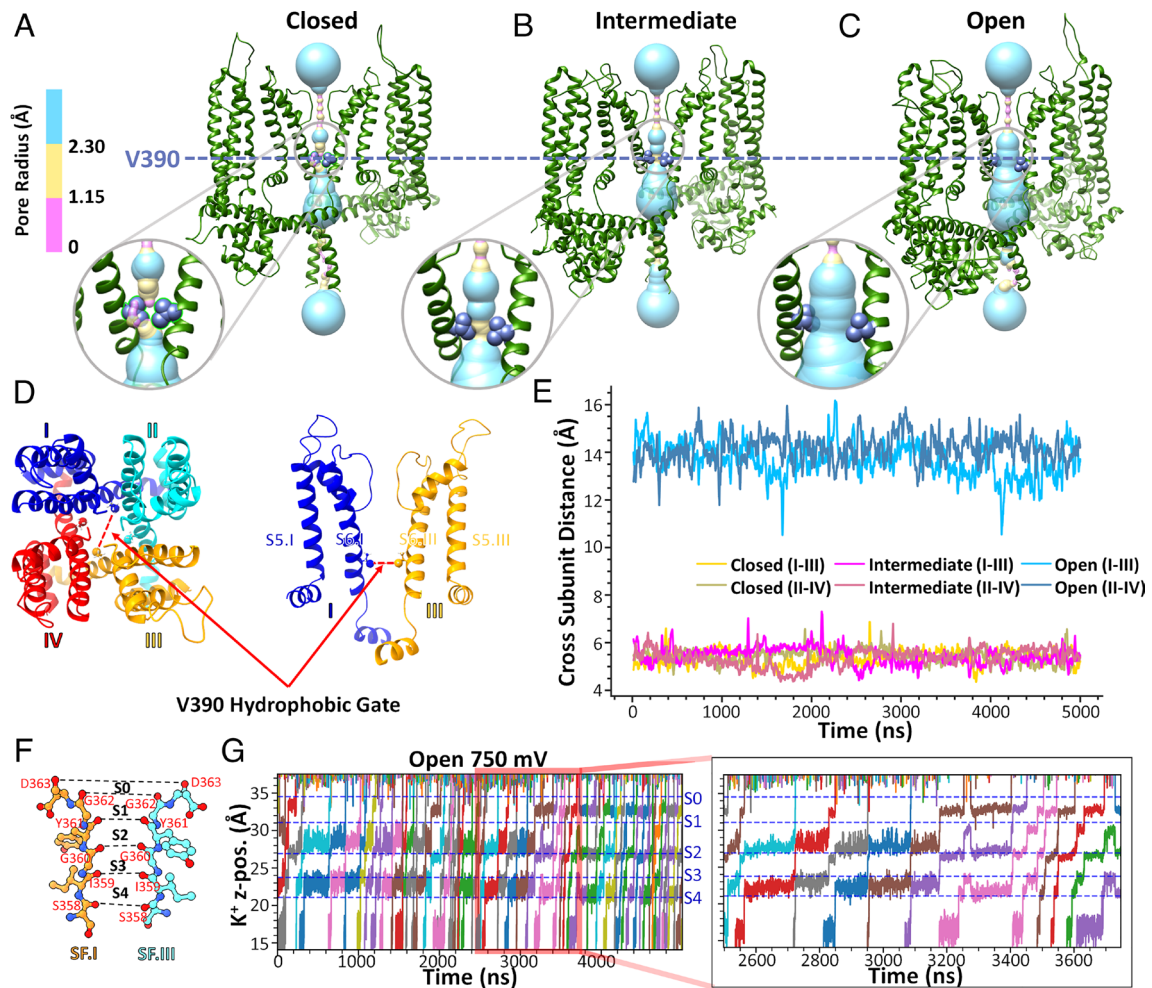 A
Closed
B
Intermediate
C
Open
Pore Radius (Å)
2.30
1.15
0
V390
D
I
II
IV
III
S5.I
S6.I
S6.III
S5.III
I
III
V390 Hydrophobic Gate
E
Cross Subunit Distance (Å)
16
14
12
10
8
6
4
Closed (I-III)
Intermediate (I-III)
Open (I-III)
Closed (II-IV)
Intermediate (II-IV)
Open (II-IV)
0
1000
2000
3000
4000
5000
Time (ns)
F
D363
D363
S0
G362
G362
S1
Y361
Y361
S2
G360
G360
S3
I359
I359
S4
S358
S358
SF.I
SF.III
G
Open 750 mV
K⁺ z-pos. (Å)
35
30
25
20
15
S0
S1
S2
S3
S4
0
1000
2000
3000
4000
Time (ns)
2600
2800
3000
3200
3400
3600
Time (ns)